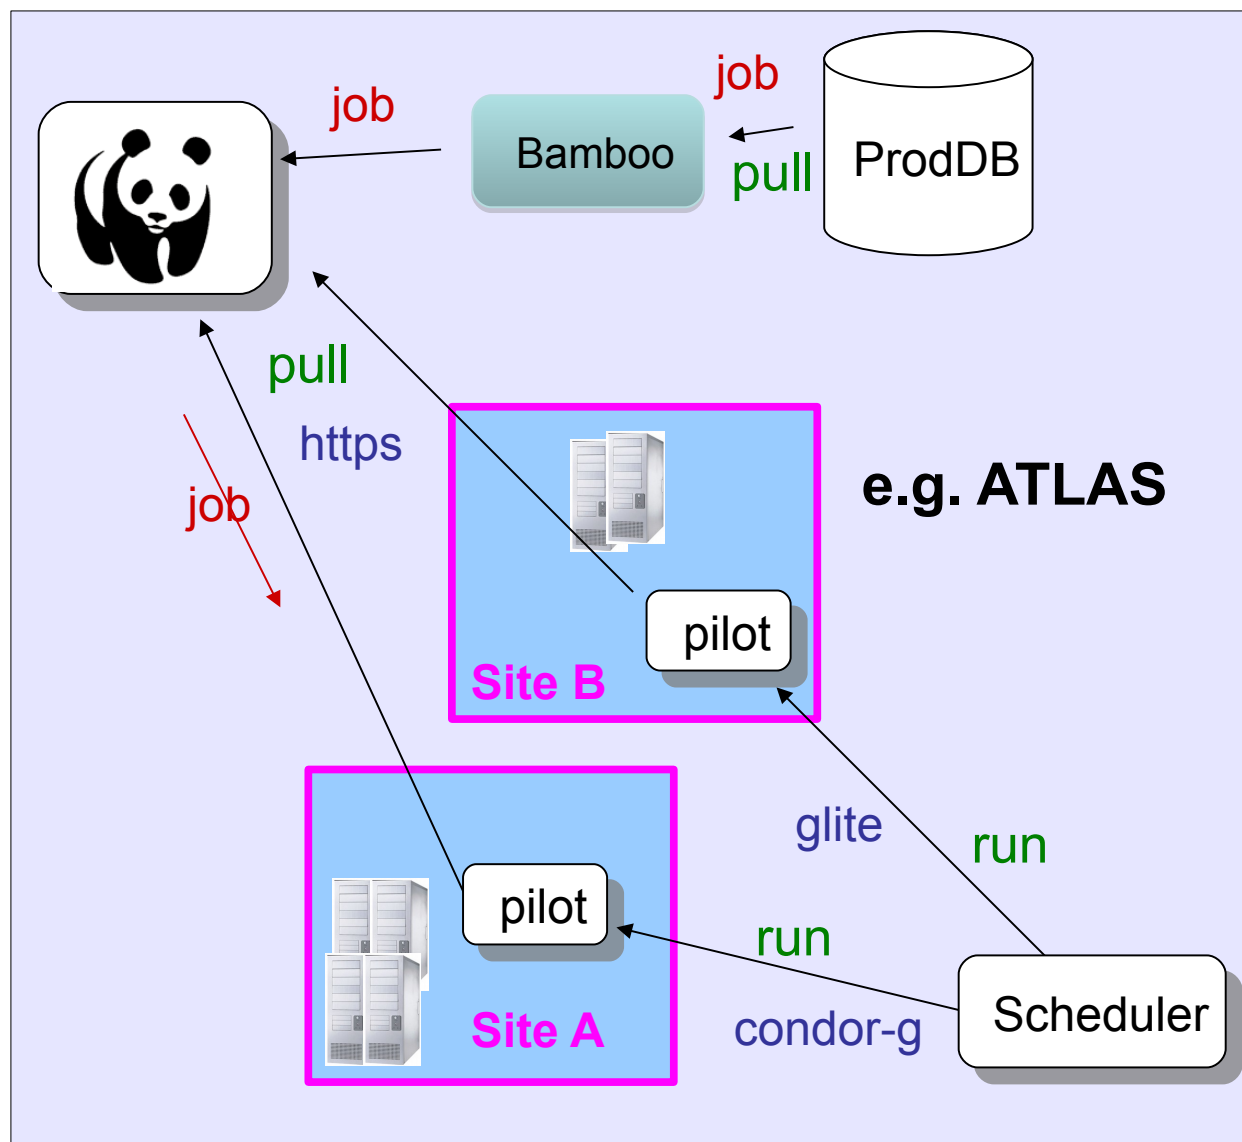 job
job
Bamboo
pull
ProdDB
pull
https
job
e.g. ATLAS
pilot
Site B
glite
run
pilot
run
Site A
condor-g
Scheduler